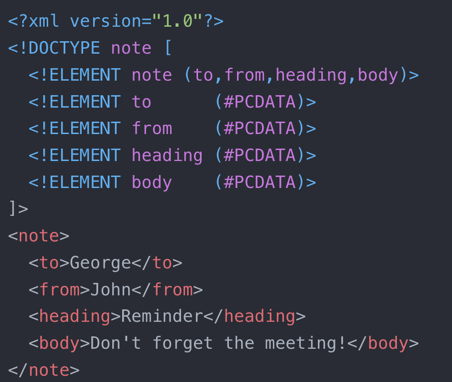 <?xml version="1.0"?>
<!DOCTYPE note [
  <!ELEMENT note (to,from,heading,body)>
  <!ELEMENT to      (#PCDATA)>
  <!ELEMENT from    (#PCDATA)>
  <!ELEMENT heading (#PCDATA)>
  <!ELEMENT body    (#PCDATA)>
]>
<note>
  <to>George</to>
  <from>John</from>
  <heading>Reminder</heading>
  <body>Don't forget the meeting!</body>
</note>